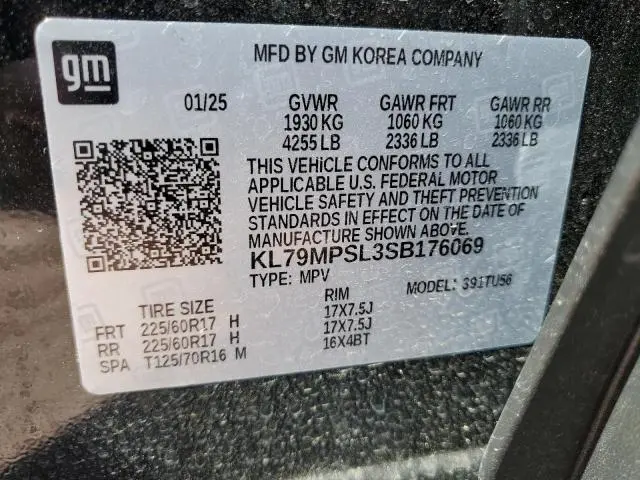 gm
MFD BY GM KOREA COMPANY
01/25 GVWR GAWR FRT GAWR RR
1930 KG 1060 KG 1060 KG
4255 LB 2336 LB 2336 LB
THIS VEHICLE CONFORMS TO ALL
APPLICABLE U.S. FEDERAL MOTOR
VEHICLE SAFETY AND THEFT PREVENTION
STANDARDS IN EFFECT ON THE DATE OF
MANUFACTURE SHOWN ABOVE.
KL79MPSL3SB176069
TYPE: MPV MODEL: 391TU56
TIRE SIZE RIM
FRT 225/60R17 H 17X7.5J
RR 225/60R17 H 17X7.5J
SPA T125/70R16 M 16X4BT